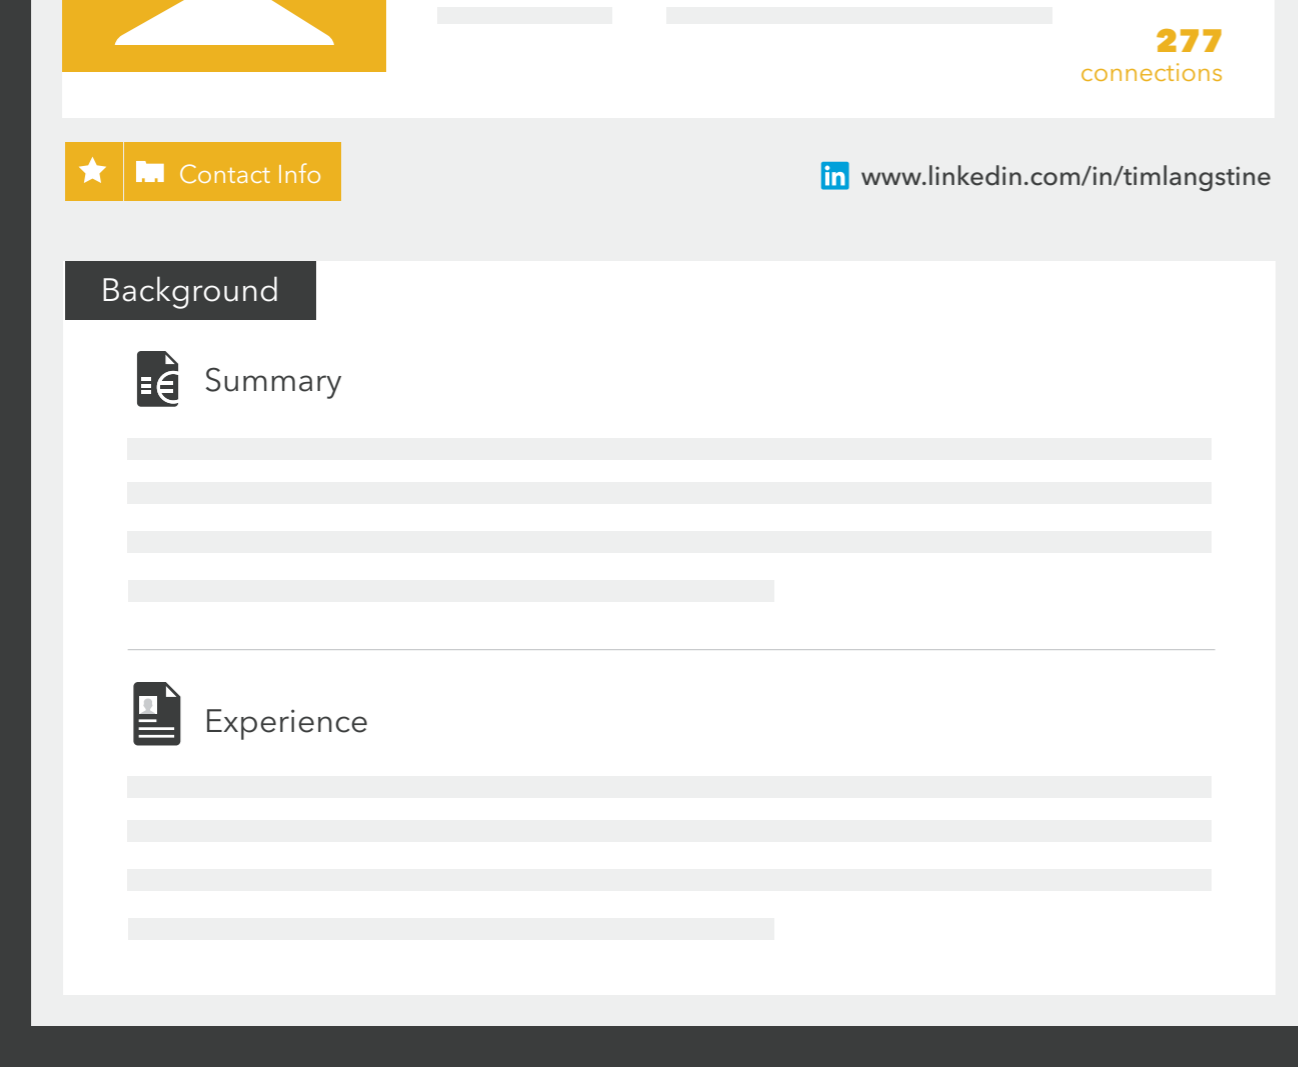 277
connections
Contact Info
in www.linkedin.com/in/timlangstine
Background
Summary
Experience